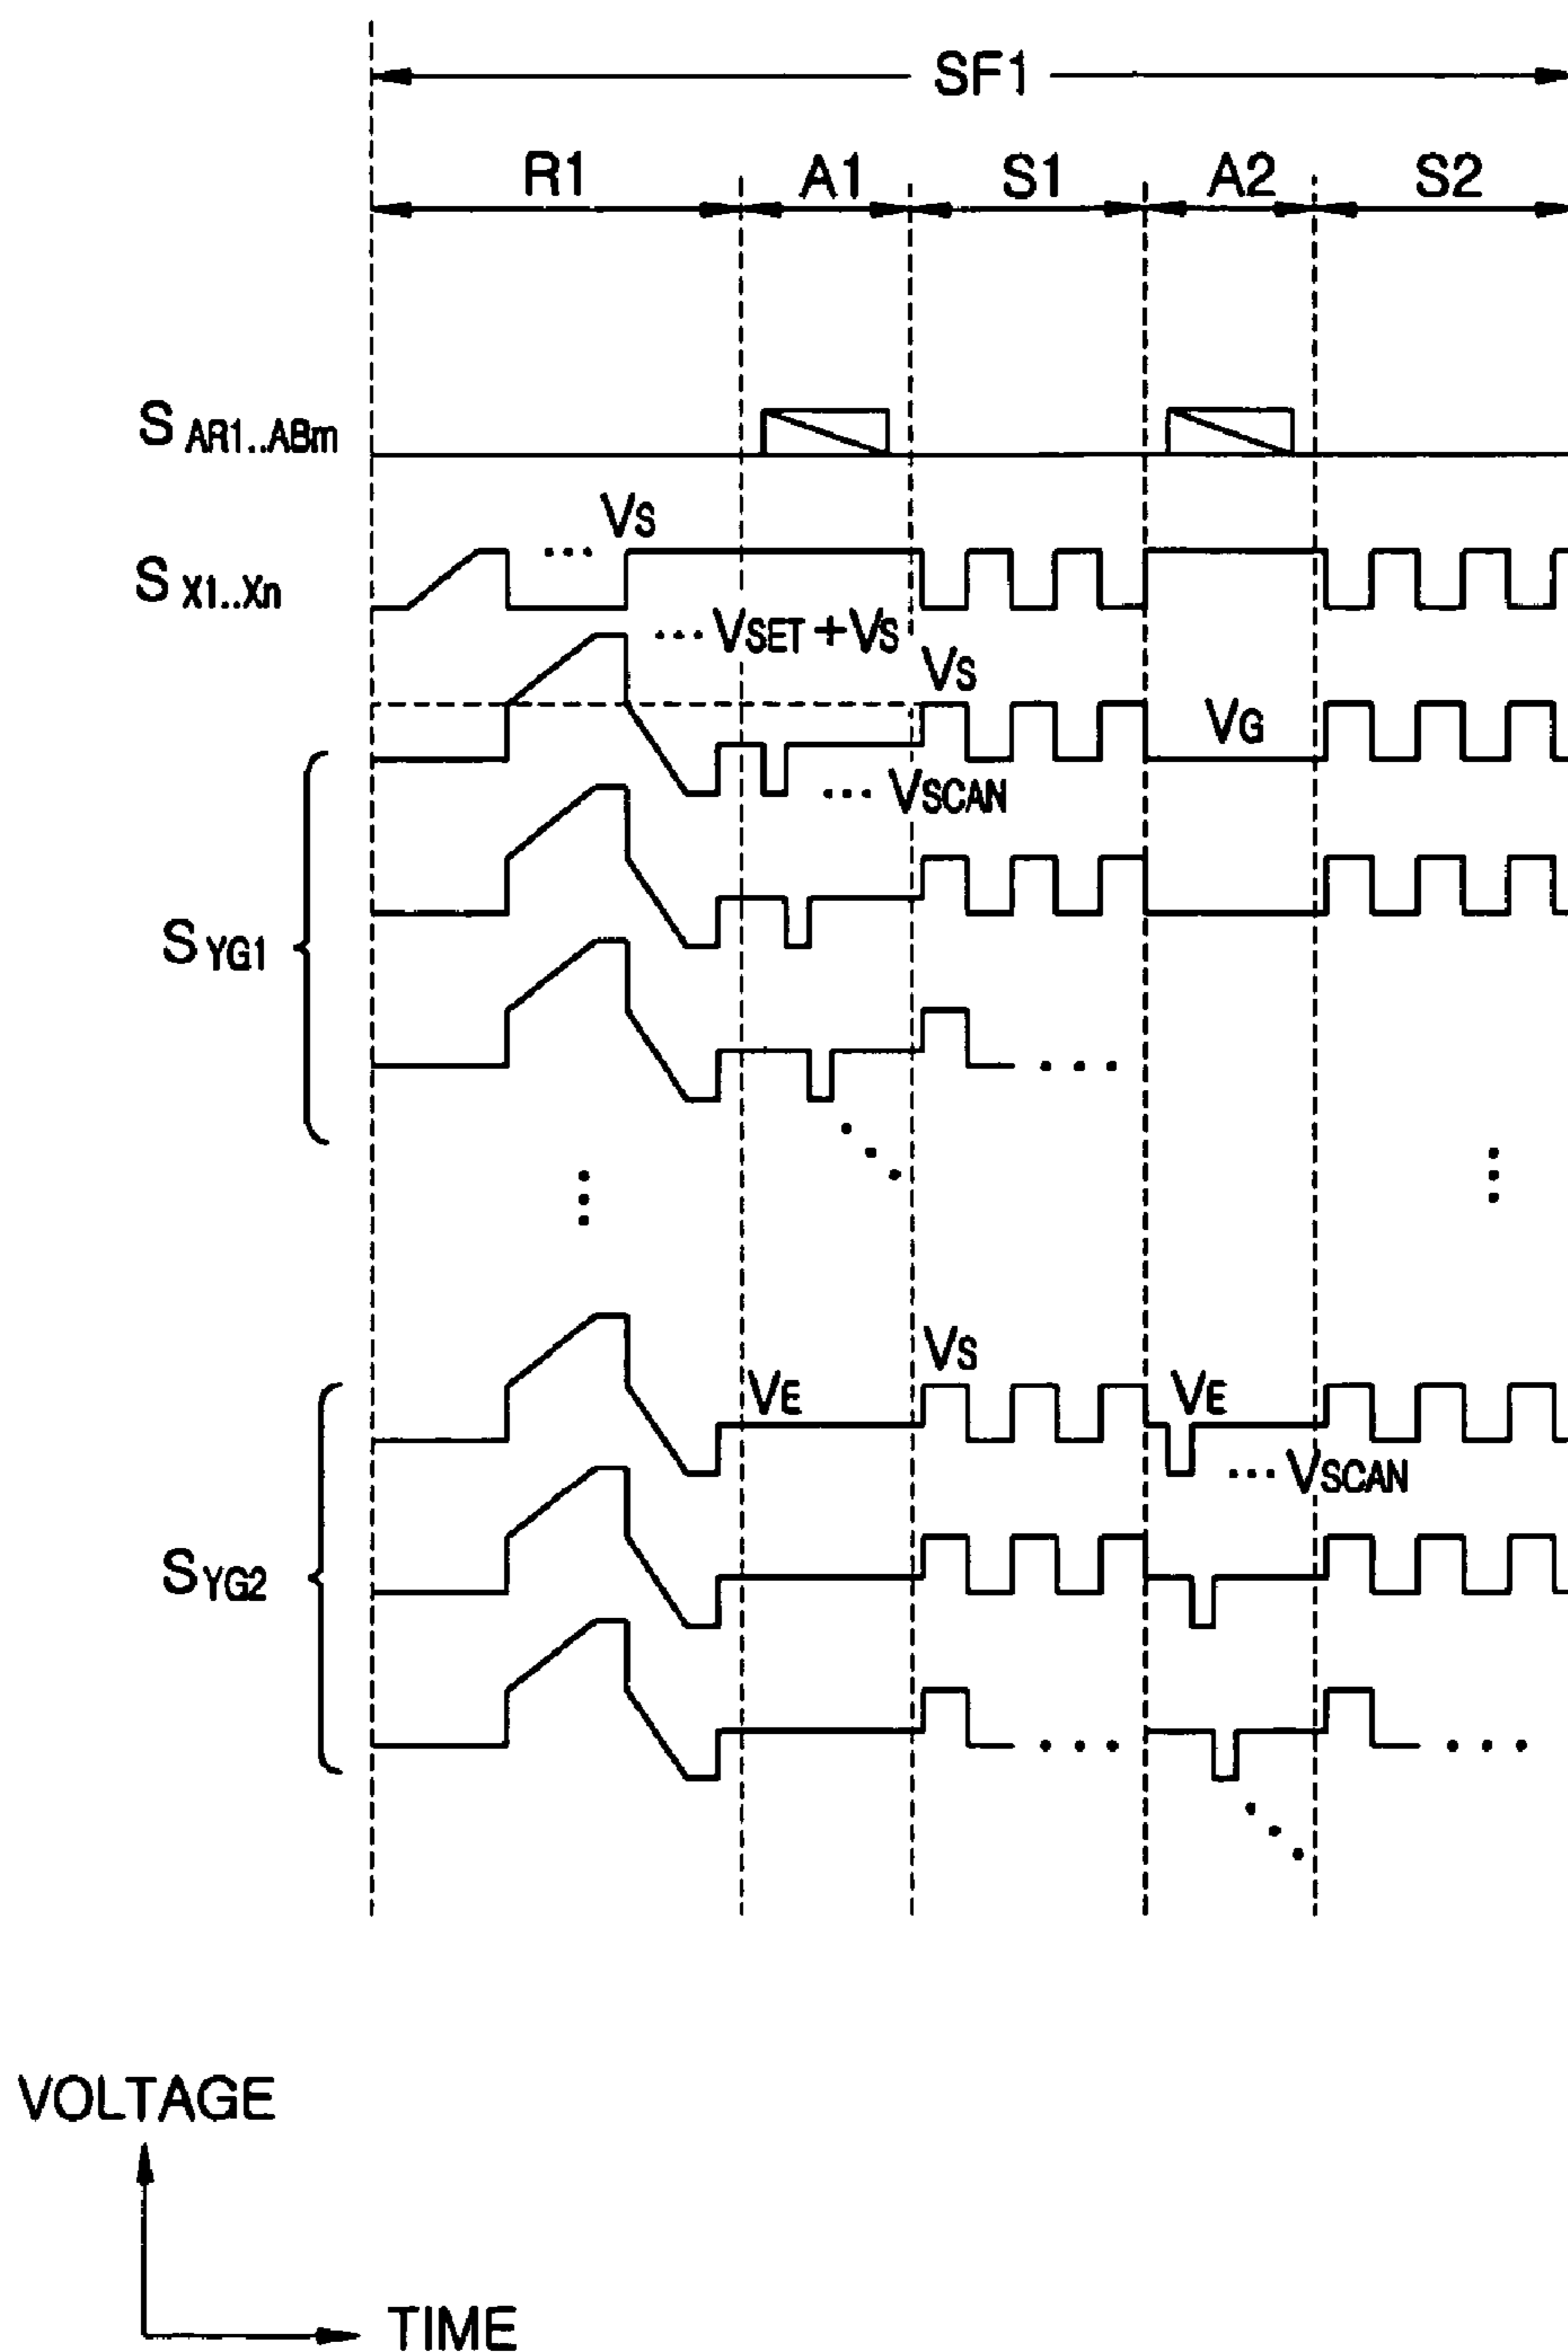 SF1
R1 A1 S1 A2 S2
S AR1..ABm
VS
S X1..Xn
... VSET + VS
VS
VG
... VSCAN
S YG1
VS
VE
VE
... VSCAN
S YG2
VOLTAGE
TIME